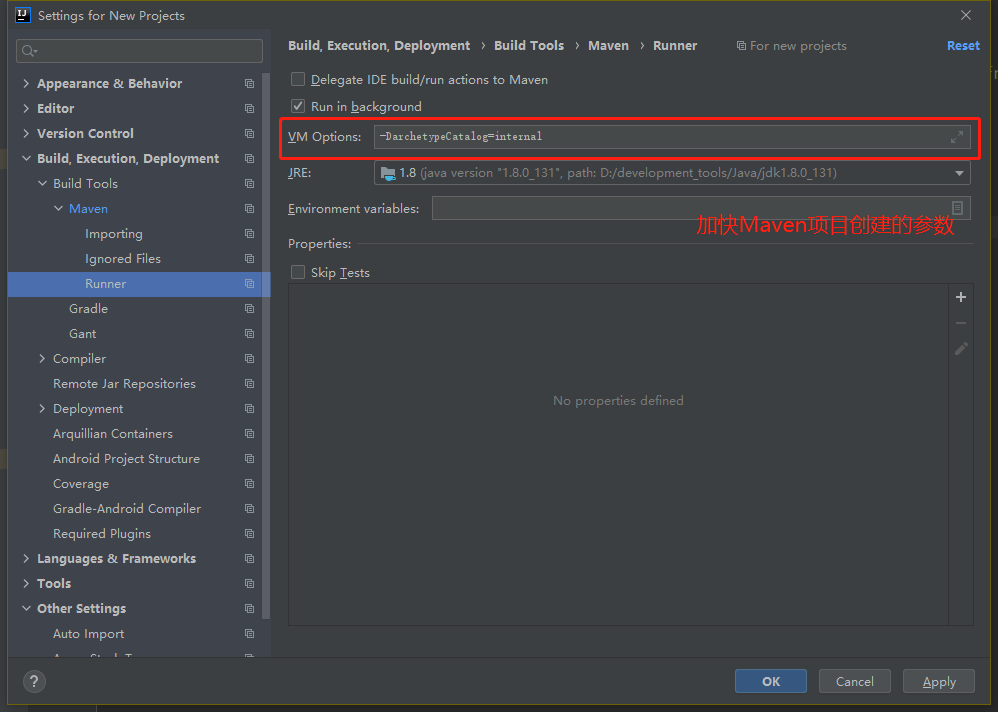 Settings for New Projects
Build, Execution, Deployment › Build Tools › Maven › Runner For new projects Reset
Appearance & Behavior
Editor
Version Control
Build, Execution, Deployment
Build Tools
Maven
Importing
Ignored Files
Runner
Gradle
Gant
Compiler
Remote Jar Repositories
Deployment
Arquillian Containers
Android Project Structure
Coverage
Gradle-Android Compiler
Required Plugins
Languages & Frameworks
Tools
Other Settings
Auto Import
Delegate IDE build/run actions to Maven
Run in background
VM Options: -DarchetypeCatalog=internal
JRE: 1.8 (java version "1.8.0_131", path: D:/development_tools/Java/jdk1.8.0_131)
Environment variables:
加快Maven项目创建的参数
Properties:
Skip Tests
No properties defined
? OK Cancel Apply